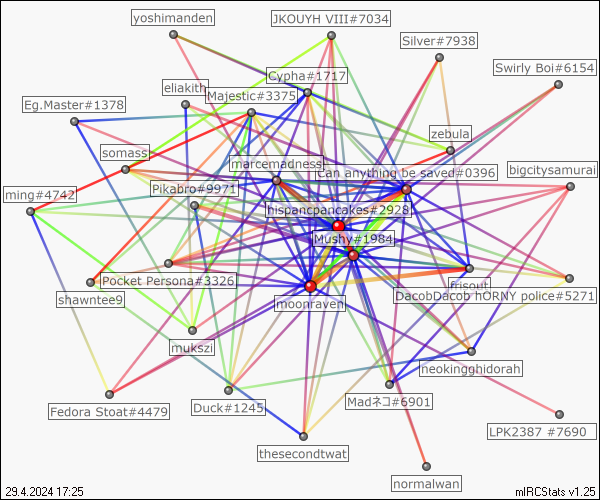 yoshimanden
JKOUYH VIII#7034
Silver#7938
Cypha#1717
Swirly Boi#6154
eliakith
Majestic#3375
Eg.Master#1378
zebula
somass
marcemadness
Can anything be saved#0396
bigcitysamurai
Pikabro#9971
ming#4742
hispancpancakes#2928
Mushy#1984
Pocket Persona#3326
frisout
shawntee9
moonraven
DacobDacob hORNY police#5271
mukszi
neokingghidorah
Fedora Stoat#4479
Duck#1245
Madネコ#6901
LPK2387 #7690
thesecondtwat
normalwan
29.4.2024 17:25
mIRCStats v1.25